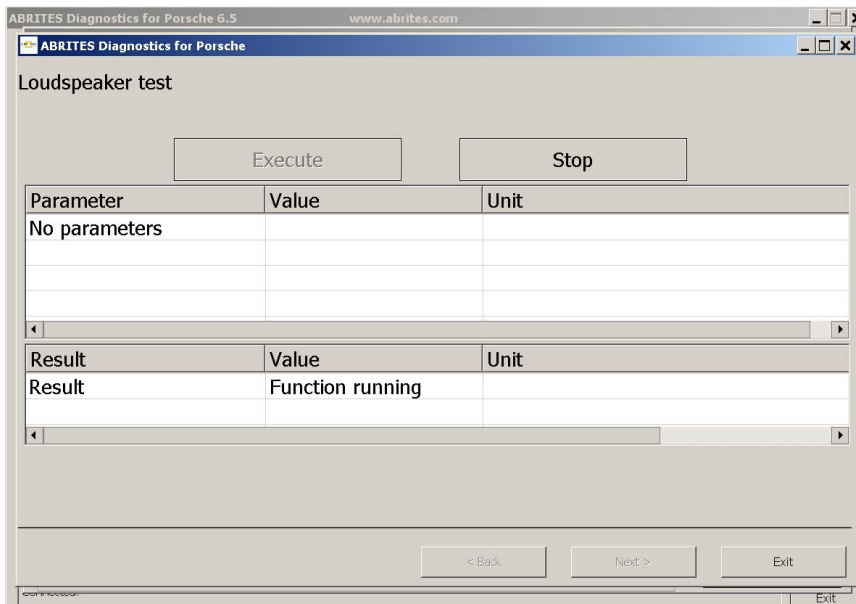 ABRITES Diagnostics for Porsche 6.5 www.abrites.com
ABRITES Diagnostics for Porsche
Loudspeaker test
Execute Stop
Parameter Value Unit
No parameters
Result Value Unit
Result Function running
< Back Next > Exit
Exit